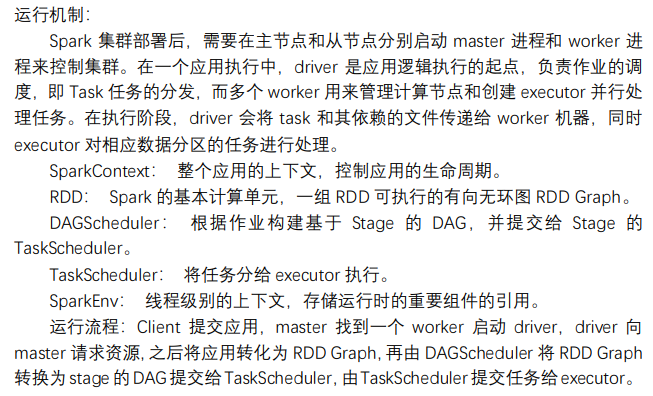 运行机制：
Spark 集群部署后，需要在主节点和从节点分别启动 master 进程和 worker 进
程来控制集群。在一个应用执行中，driver 是应用逻辑执行的起点，负责作业的调
度，即 Task 任务的分发，而多个 worker 用来管理计算节点和创建 executor 并行处
理任务。在执行阶段，driver 会将 task 和其依赖的文件传递给 worker 机器，同时
executor 对相应数据分区的任务进行处理。
SparkContext： 整个应用的上下文，控制应用的生命周期。
RDD： Spark 的基本计算单元，一组 RDD 可执行的有向无环图 RDD Graph。
DAGScheduler： 根据作业构建基于 Stage 的 DAG，并提交给 Stage 的
TaskScheduler。
TaskScheduler： 将任务分给 executor 执行。
SparkEnv： 线程级别的上下文，存储运行时的重要组件的引用。
运行流程：Client 提交应用，master 找到一个 worker 启动 driver，driver 向
master 请求资源，之后将应用转化为 RDD Graph，再由 DAGScheduler 将 RDD Graph
转换为 stage 的 DAG 提交给 TaskScheduler，由 TaskScheduler 提交任务给 executor。